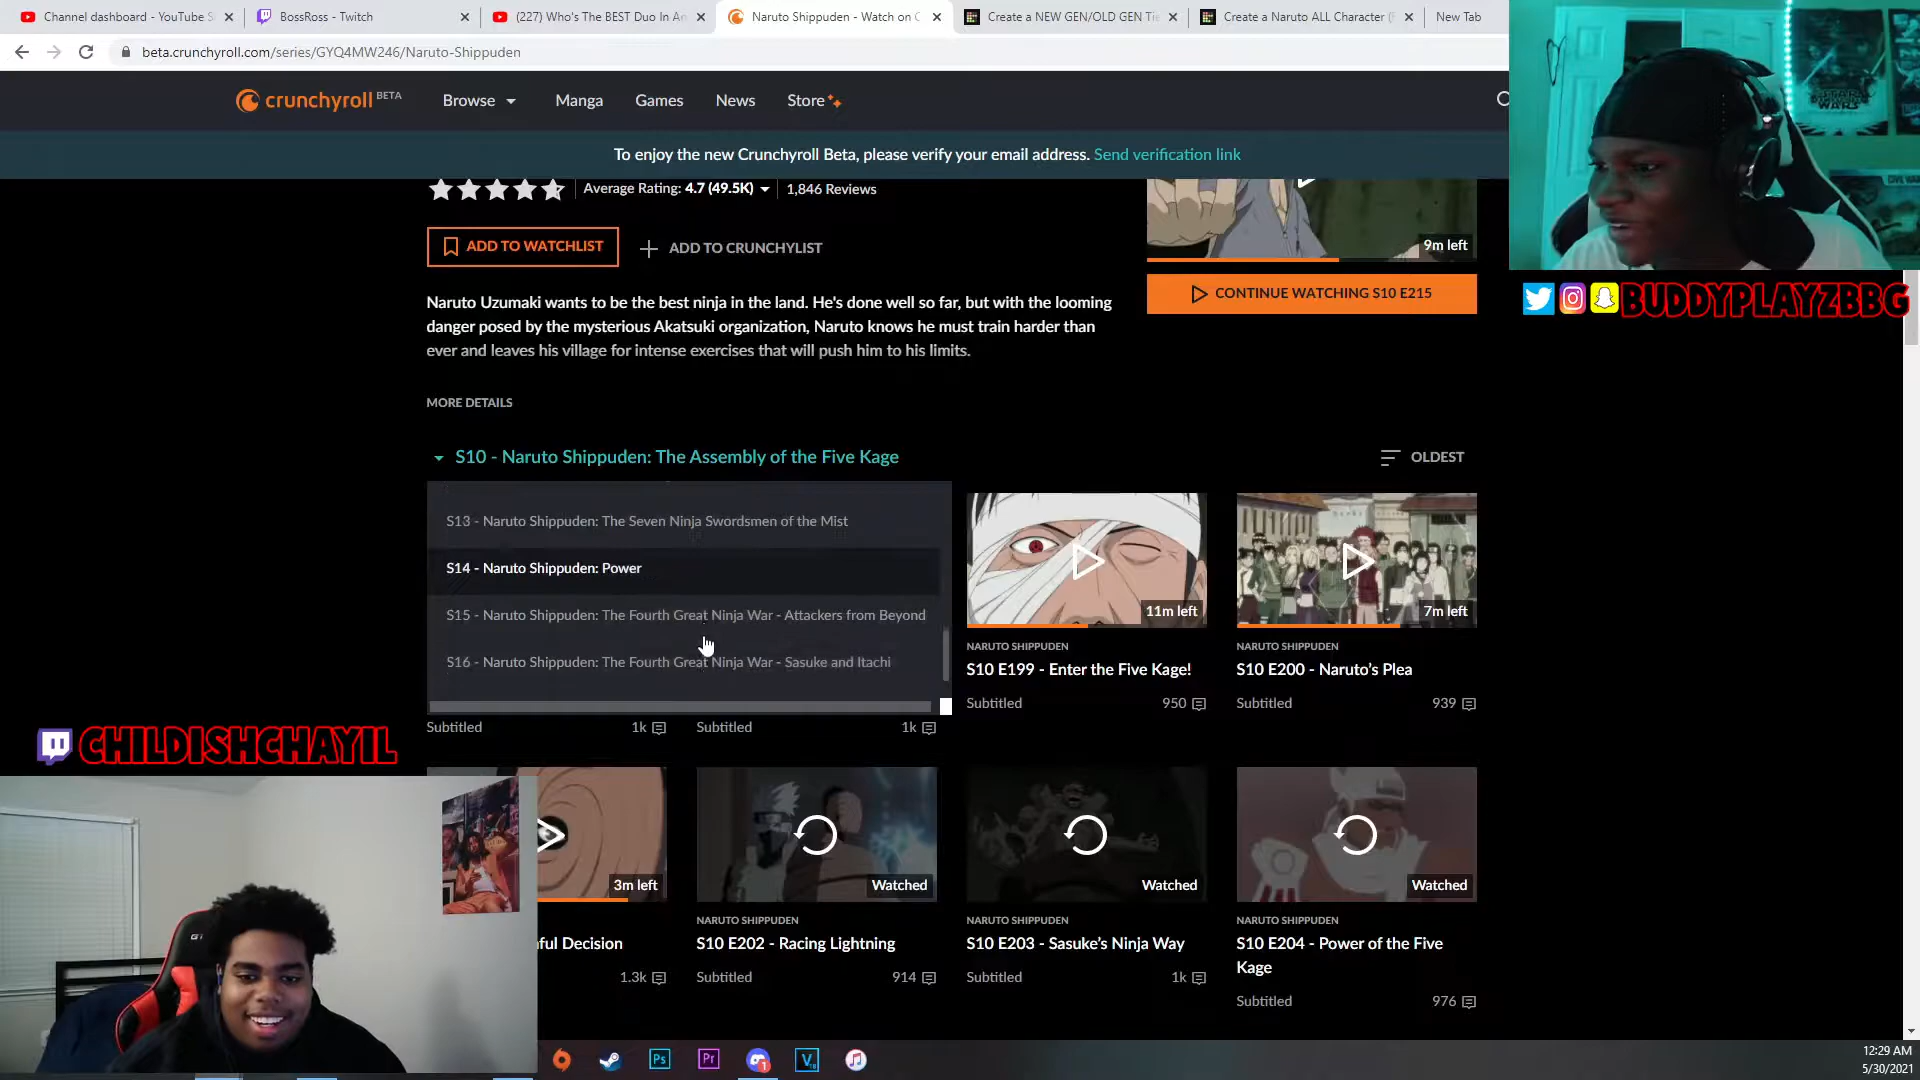 Channel dashboard - YouTube S
BossRoss - Twitch
(227) Who's The BEST Duo In An
Naruto Shippuden - Watch on C
Create a NEW GEN/OLD GEN Tie
Create a Naruto ALL Character (
New Tab
beta.crunchyroll.com/series/GYQ4MW246/Naruto-Shippuden
crunchyroll BETA
Browse
Manga
Games
News
Store
To enjoy the new Crunchyroll Beta, please verify your email address. Send verification link
Average Rating: 4.7 (49.5K)
1,846 Reviews
ADD TO WATCHLIST
ADD TO CRUNCHYLIST
9m left
CONTINUE WATCHING S10 E215
BUDDYPLAYZBBG
Naruto Uzumaki wants to be the best ninja in the land. He's done well so far, but with the looming
danger posed by the mysterious Akatsuki organization, Naruto knows he must train harder than
ever and leaves his village for intense exercises that will push him to his limits.
MORE DETAILS
S10 - Naruto Shippuden: The Assembly of the Five Kage
OLDEST
S13 - Naruto Shippuden: The Seven Ninja Swordsmen of the Mist
S14 - Naruto Shippuden: Power
S15 - Naruto Shippuden: The Fourth Great Ninja War - Attackers from Beyond
S16 - Naruto Shippuden: The Fourth Great Ninja War - Sasuke and Itachi
Subtitled
1k
Subtitled
1k
11m left
NARUTO SHIPPUDEN
S10 E199 - Enter the Five Kage!
Subtitled
950
7m left
NARUTO SHIPPUDEN
S10 E200 - Naruto's Plea
Subtitled
939
CHILDISHCHAYIL
3m left
ful Decision
1.3k
Watched
NARUTO SHIPPUDEN
S10 E202 - Racing Lightning
Subtitled
914
Watched
NARUTO SHIPPUDEN
S10 E203 - Sasuke's Ninja Way
Subtitled
1k
Watched
NARUTO SHIPPUDEN
S10 E204 - Power of the Five
Kage
Subtitled
976
Ps
Pr
1
V
12:29 AM
5/30/2021
STAR
WARS